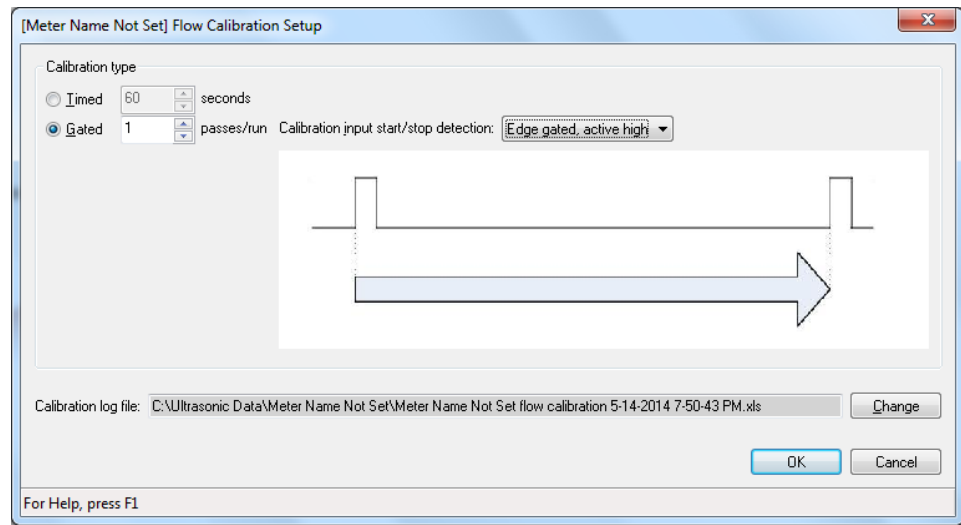 [Meter Name Not Set] Flow Calibration Setup
Calibration type
Timed 60 seconds
Gated 1 passes/run Calibration input start/stop detection: Edge gated, active high
Calibration log file: C:\Ultrasonic Data\Meter Name Not Set\Meter Name Not Set flow calibration 5-14-2014 7-50-43 PM.xls Change
OK Cancel
For Help, press F1